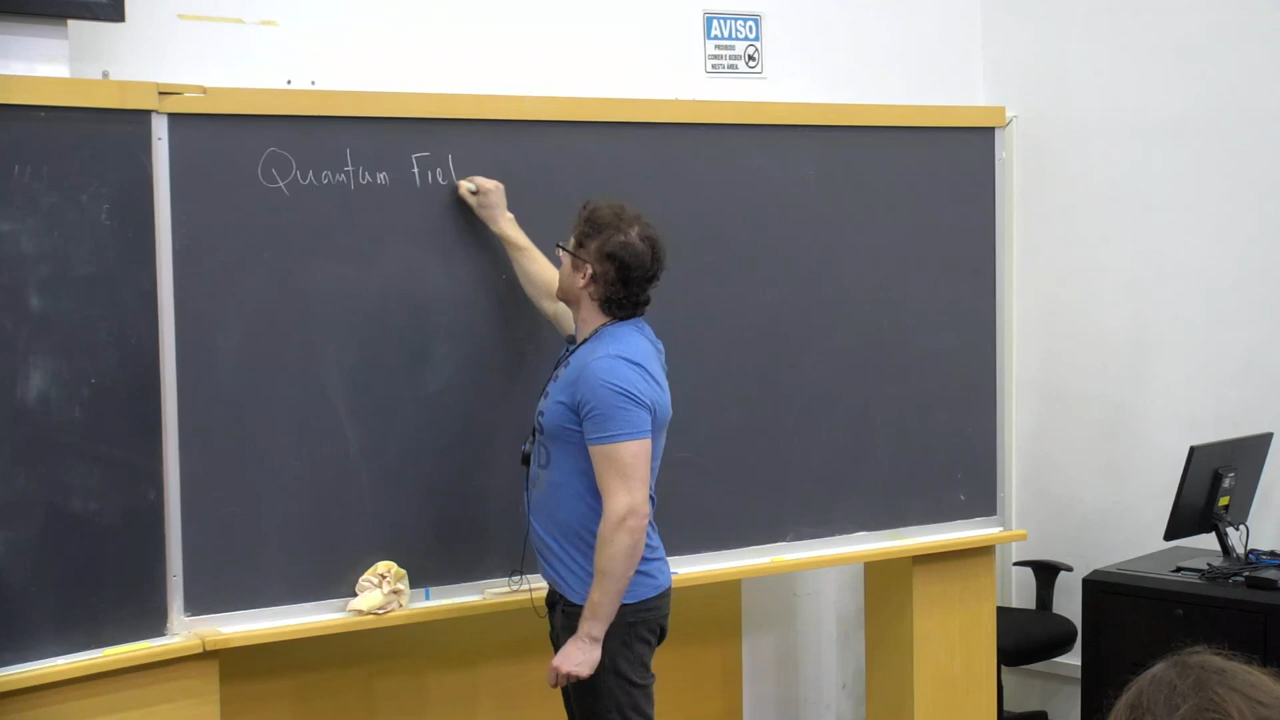 AVISO
PROIBIDO
COMER E BEBER
NESTA ÁREA.
Quantum Fiel